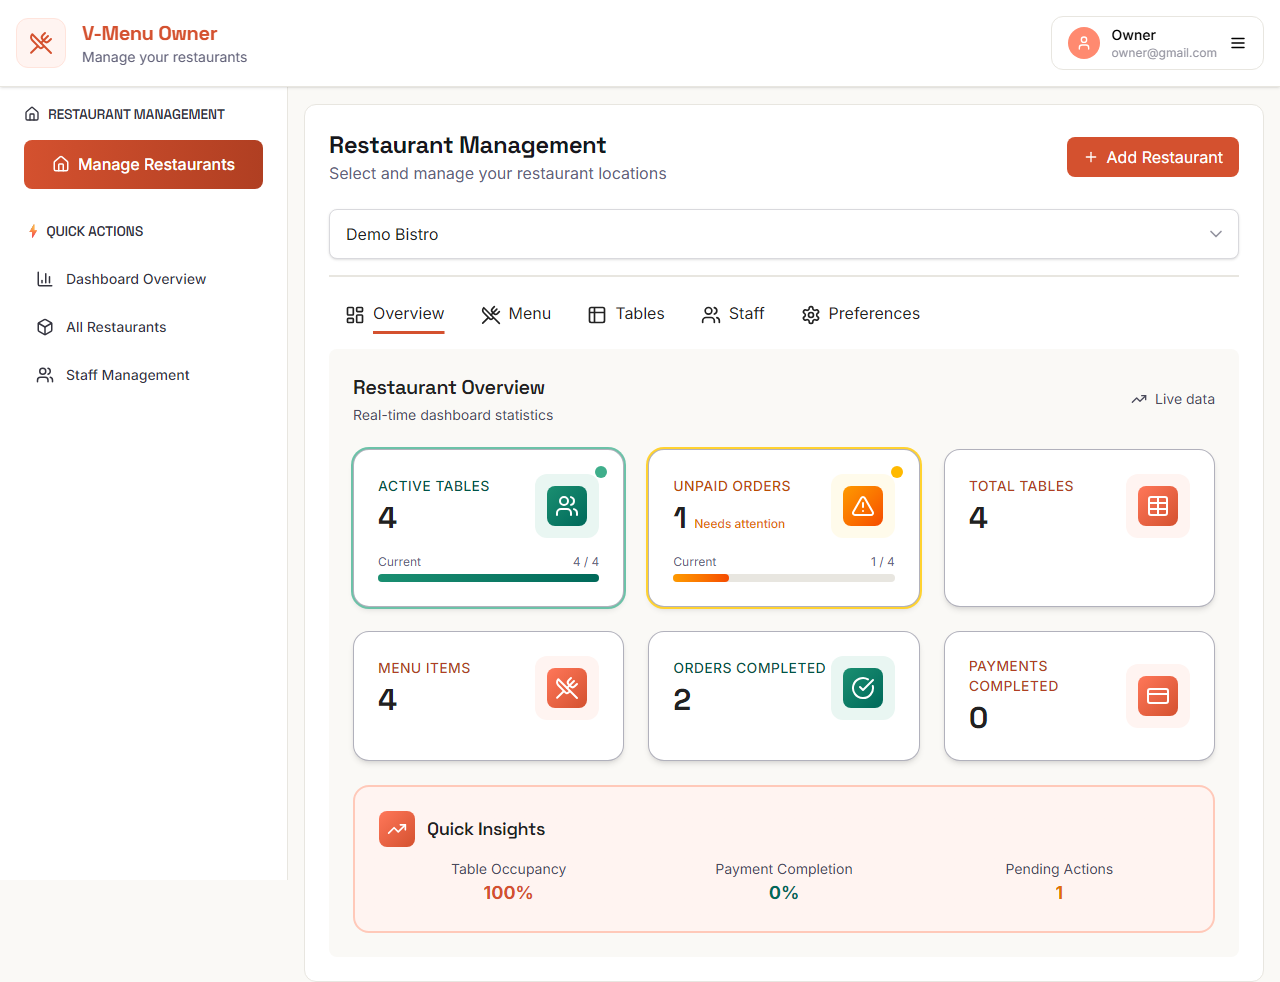 V-Menu Owner
Manage your restaurants
Owner
owner@gmail.com
RESTAURANT MANAGEMENT
Manage Restaurants
QUICK ACTIONS
Dashboard Overview
All Restaurants
Staff Management
Restaurant Management
Select and manage your restaurant locations
Add Restaurant
Demo Bistro
Overview
Menu
Tables
Staff
Preferences
Restaurant Overview
Real-time dashboard statistics
Live data
ACTIVE TABLES
4
Current 4 / 4
UNPAID ORDERS
1 Needs attention
Current 1 / 4
TOTAL TABLES
4
MENU ITEMS
4
ORDERS COMPLETED
2
PAYMENTS
COMPLETED
0
Quick Insights
Table Occupancy
100%
Payment Completion
0%
Pending Actions
1